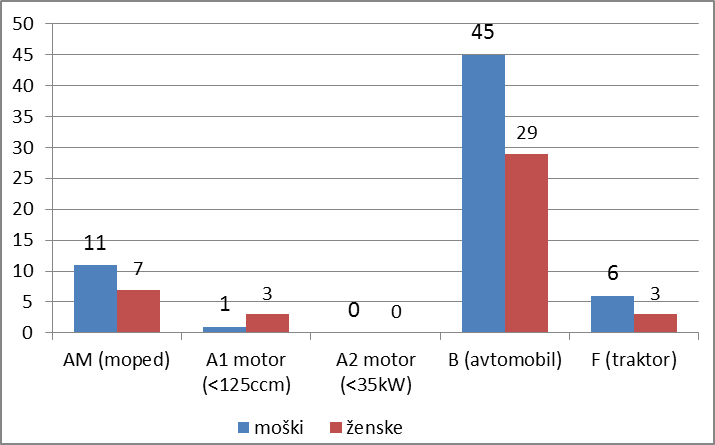 50
45
40
35
30
25
20
15
10
5
0
11
7
1
3
0
0
45
29
6
3
AM (moped)
A1 motor
(<125ccm)
A2 motor
(<35kW)
B (avtomobil)
F (traktor)
moški
ženske